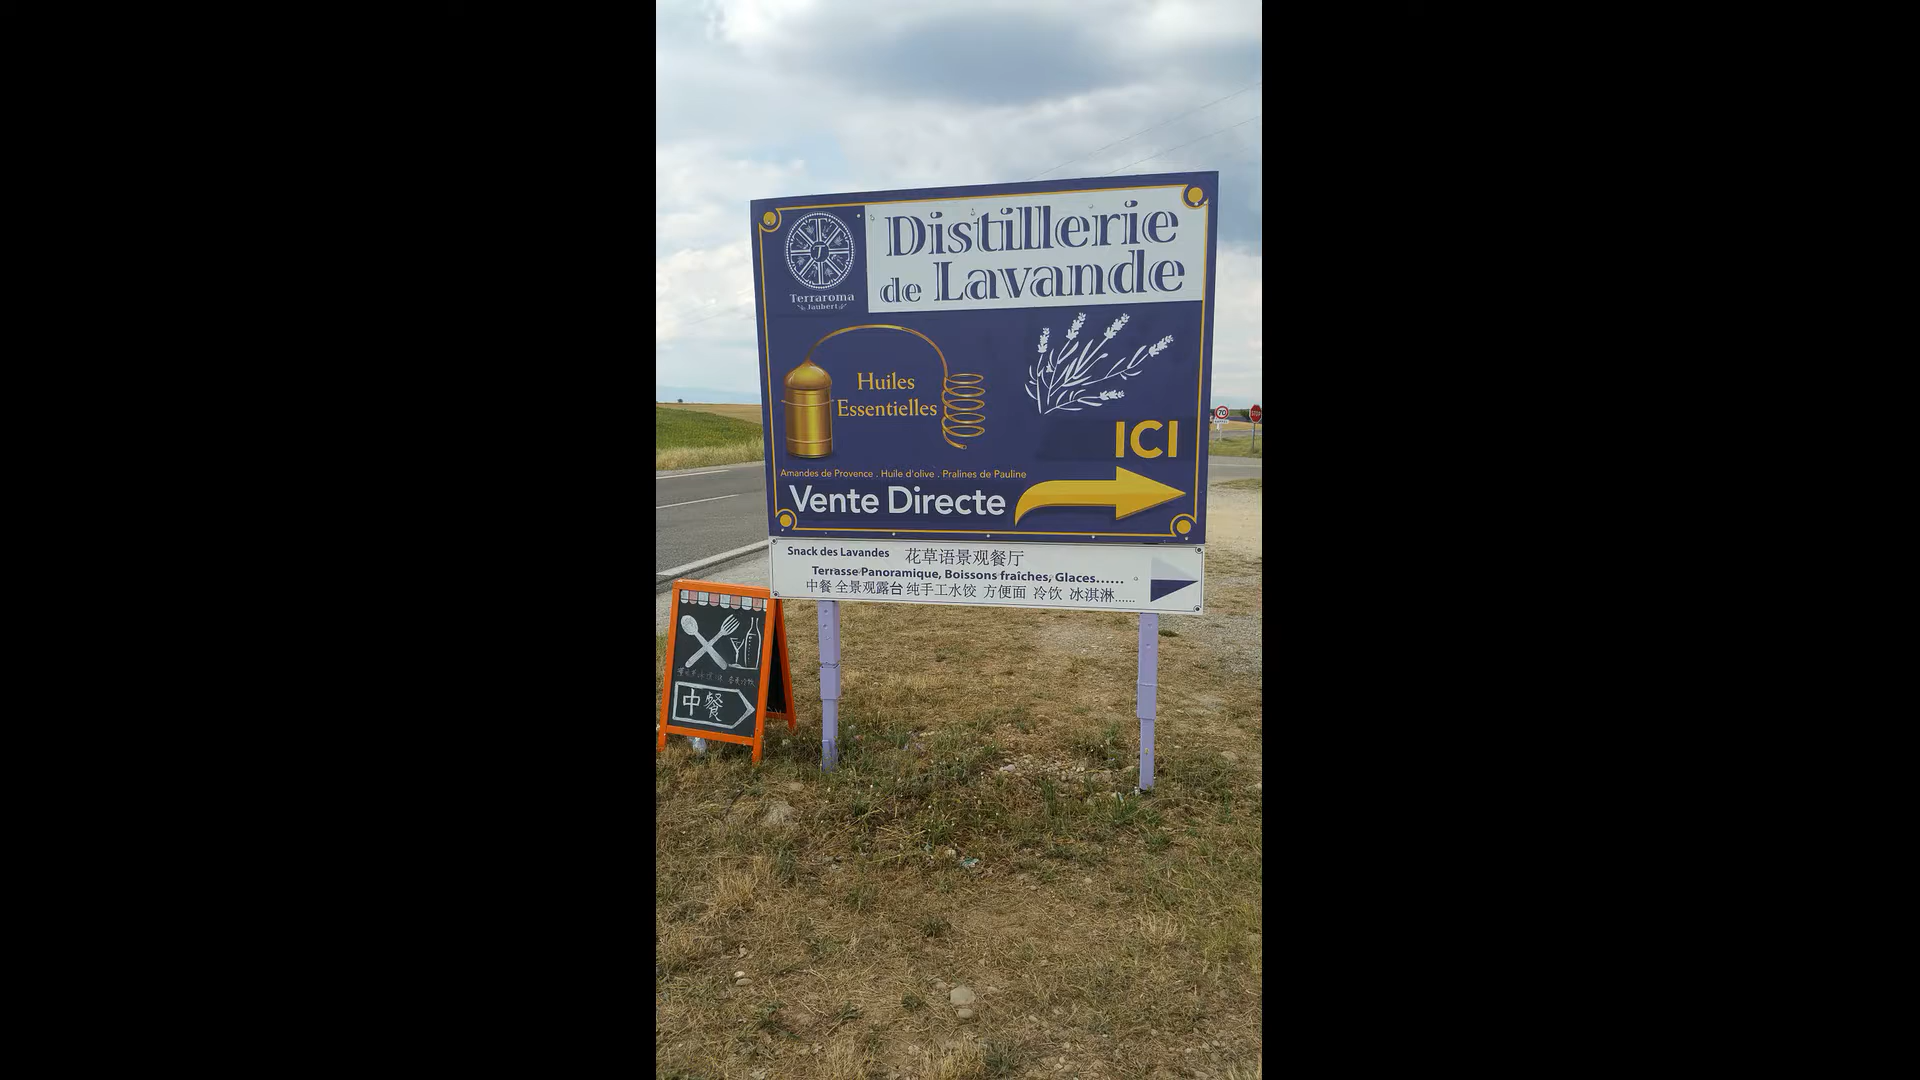 Distillerie
de Lavande
Terraroma
Jaubert
Huiles
Essentielles
ICI
Amandes de Provence . Huile d'olive . Pralines de Pauline
Vente Directe
Snack des Lavandes 花草语景观餐厅
Terrasse Panoramique, Boissons fraîches, Glaces......
中餐 全景观露台 纯手工水饺 方便面 冷饮 冰淇淋......
中餐
70
STOP